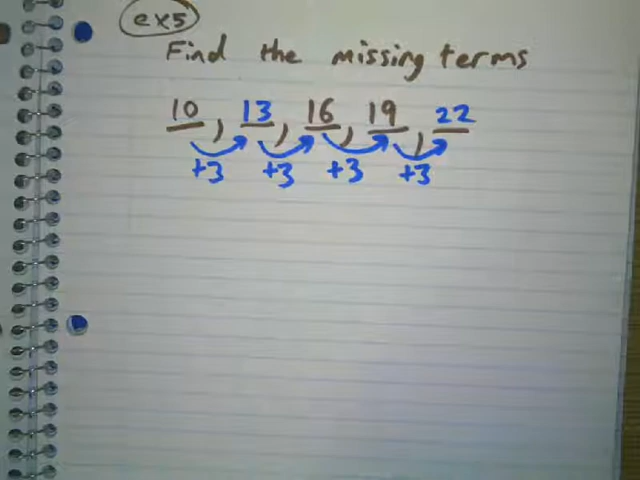 ex5
Find the missing terms
10, 13, 16, 19, 22
+3 +3 +3 +3